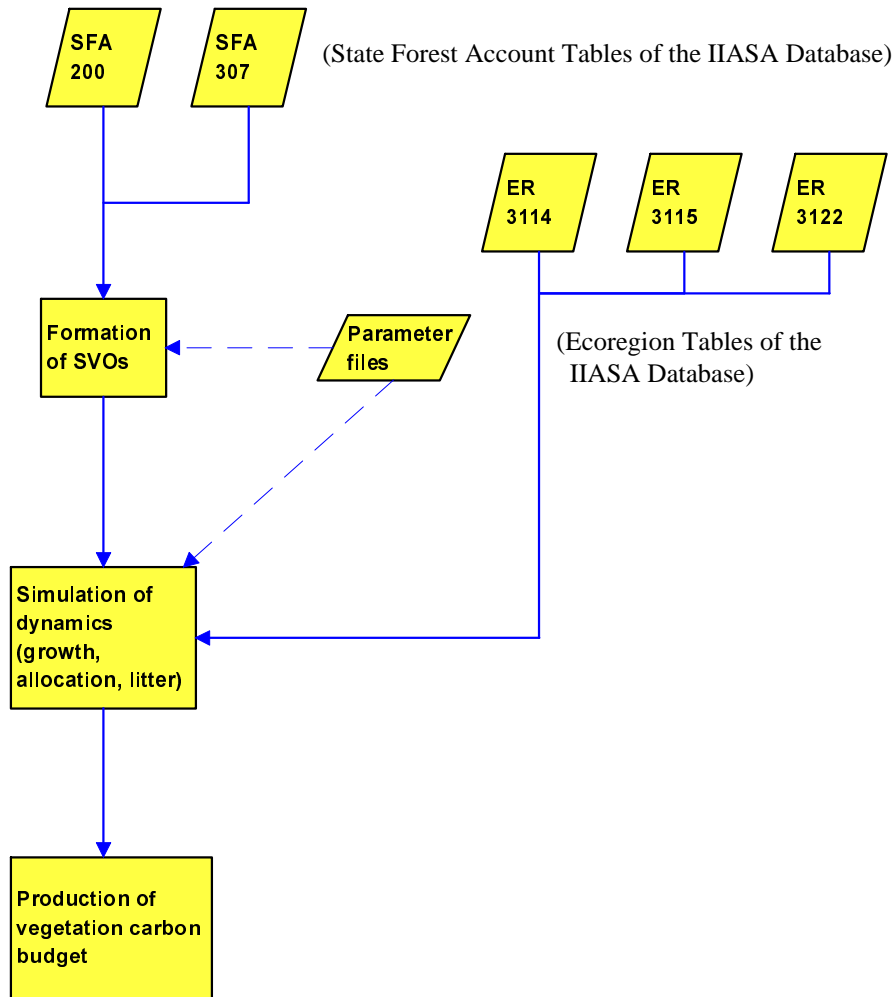 SFA
200
SFA
307
(State Forest Account Tables of the IIASA Database)
ER
3114
ER
3115
ER
3122
Formation
of SVOs
Parameter
files
(Ecoregion Tables of the
IIASA Database)
Simulation of
dynamics
(growth,
allocation, litter)
Production of
vegetation carbon
budget